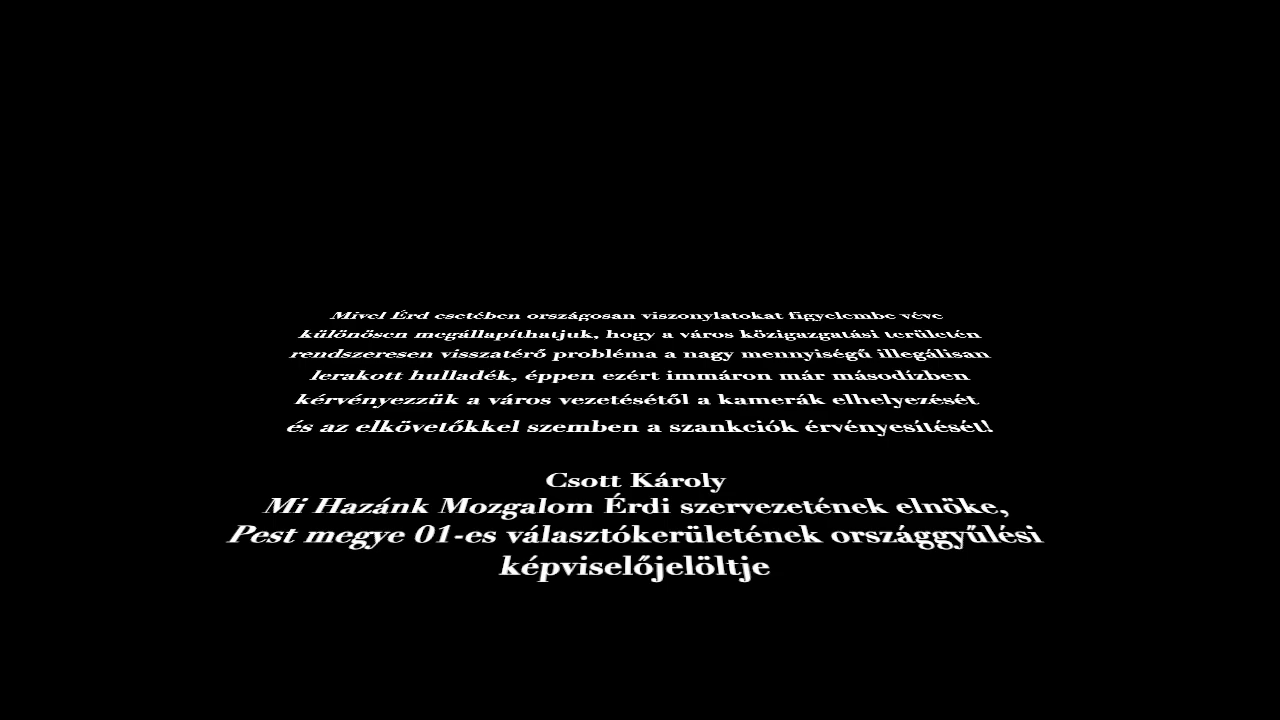 Mivel Érd esetében országosan viszonylatokat figyelembe véve
különösen megállapíthatjuk, hogy a város közigazgatási területén
rendszeresen visszatérő probléma a nagy mennyiségű illegálisan
lerakott hulladék, éppen ezért immáron már másodízben
kérvényezzük a város vezetésétől a kamerák elhelyezését
és az elkövetőkkel szemben a szankciók érvényesítését!
Csott Károly
Mi Hazánk Mozgalom Érdi szervezetének elnöke,
Pest megye 01-es választókerületének országgyűlési
képviselőjelöltje